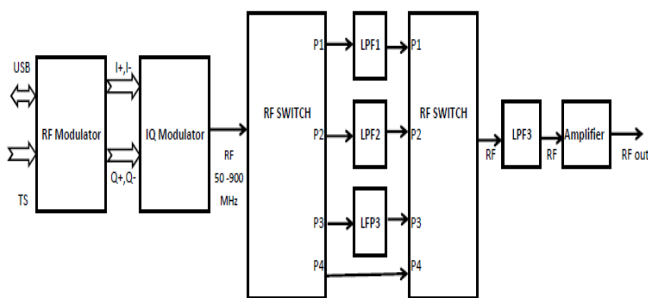 USB
TS
RF Modulator
I+,I-
Q+,Q-
IQ Modulator
RF
50 -900
MHz
RF SWITCH
P1
P2
P3
P4
LPF1
LPF2
LFP3
P1
P2
P3
P4
RF SWITCH
RF
LPF3
RF
Amplifier
RF out